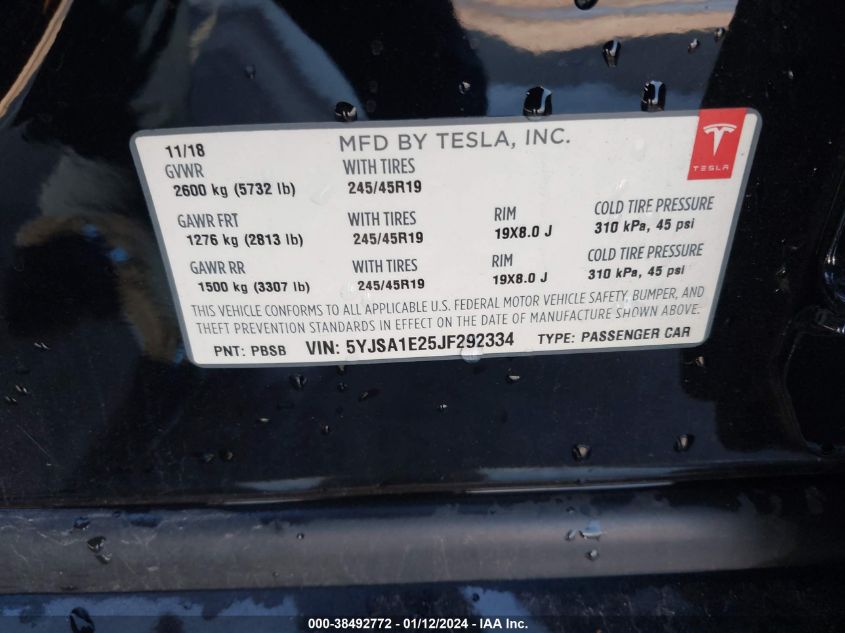 11/18 MFD BY TESLA, INC. TESLA
GVWR WITH TIRES
2600 kg (5732 lb) 245/45R19
GAWR FRT WITH TIRES RIM COLD TIRE PRESSURE
1276 kg (2813 lb) 245/45R19 19X8.0 J 310 kPa, 45 psi
GAWR RR WITH TIRES RIM COLD TIRE PRESSURE
1500 kg (3307 lb) 245/45R19 19X8.0 J 310 kPa, 45 psi
THIS VEHICLE CONFORMS TO ALL APPLICABLE U.S. FEDERAL MOTOR VEHICLE SAFETY, BUMPER, AND
THEFT PREVENTION STANDARDS IN EFFECT ON THE DATE OF MANUFACTURE SHOWN ABOVE.
PNT: PBSB VIN: 5YJSA1E25JF292334 TYPE: PASSENGER CAR
000-38492772 - 01/12/2024 - IAA Inc.